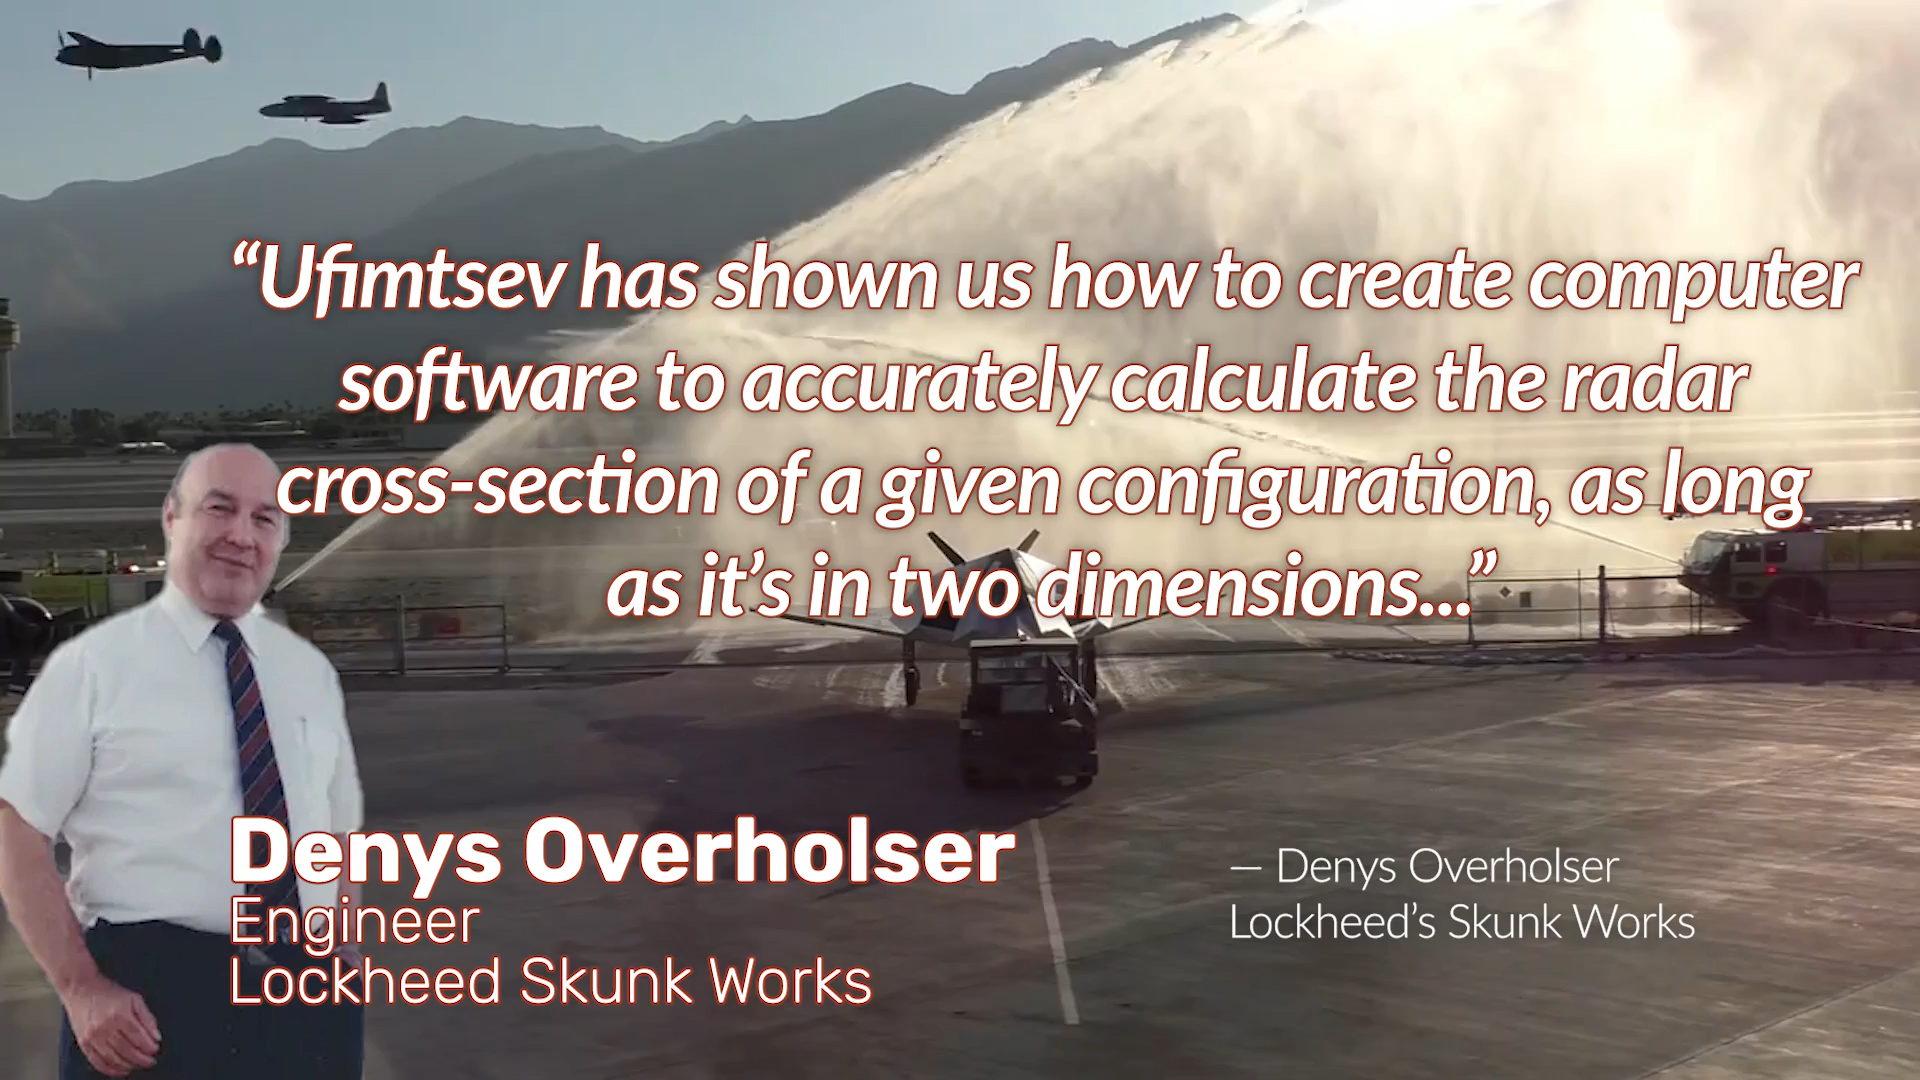 “Ufimtsev has shown us how to create computer
software to accurately calculate the radar
cross-section of a given configuration, as long
as it’s in two dimensions...”
Denys Overholser
Engineer
Lockheed Skunk Works
— Denys Overholser
Lockheed’s Skunk Works